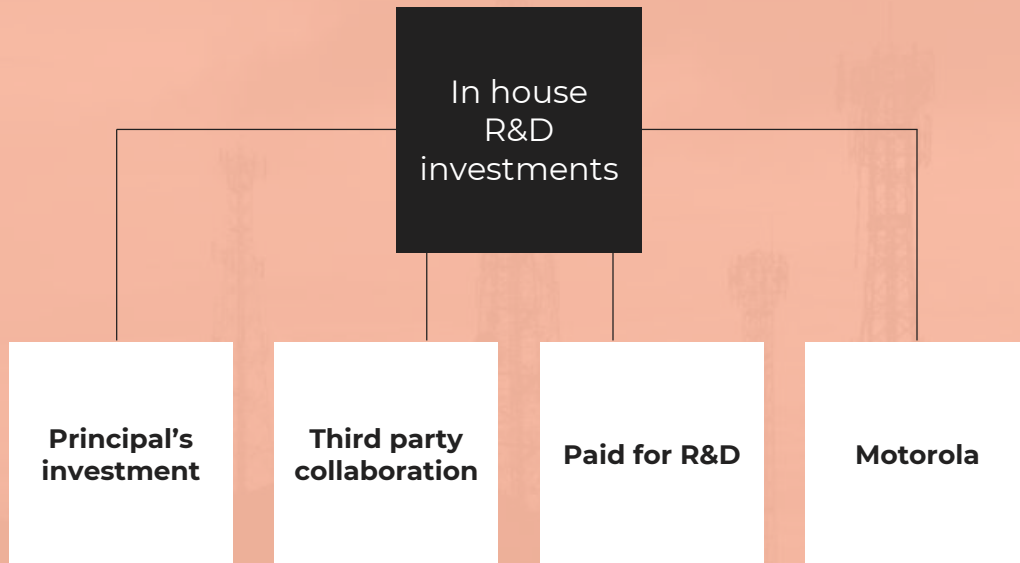 In house
R&D
investments
Principal’s
investment
Third party
collaboration
Paid for R&D
Motorola